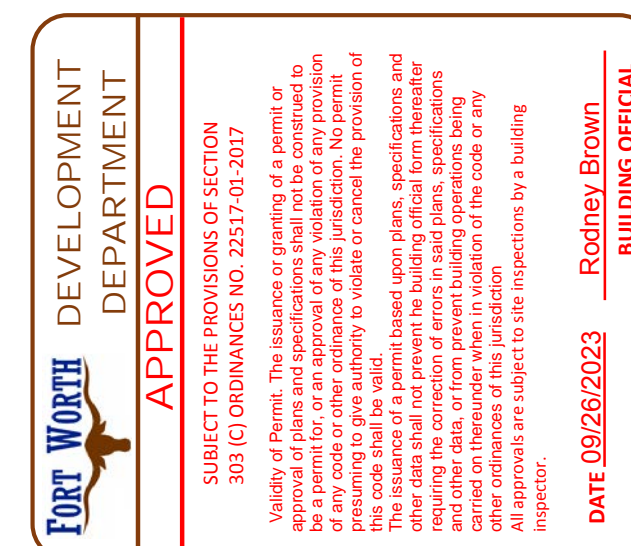 FORT WORTH
DEVELOPMENT
DEPARTMENT
APPROVED
SUBJECT TO THE PROVISIONS OF SECTION
303 (C) ORDINANCES NO. 22517-01-2017
Validity of Permit. The issuance or granting of a permit or
approval of plans and specifications shall not be construed to
be a permit for, or an approval of any violation of any provision
of any code or other ordinance of this jurisdiction. No permit
presuming to give authority to violate or cancel the provision of
this code shall be valid.
The issuance of a permit based upon plans, specifications and
other data shall not prevent he building official form thereafter
requiring the correction of errors in said plans, specifications
and other data, or from prevent building operations being
carried on thereunder when in violation of the code or any
other ordinances of this jurisdiction
All approvals are subject to site inspections by a building
inspector.
DATE 09/26/2023 Rodney Brown
BUILDING OFFICIAL